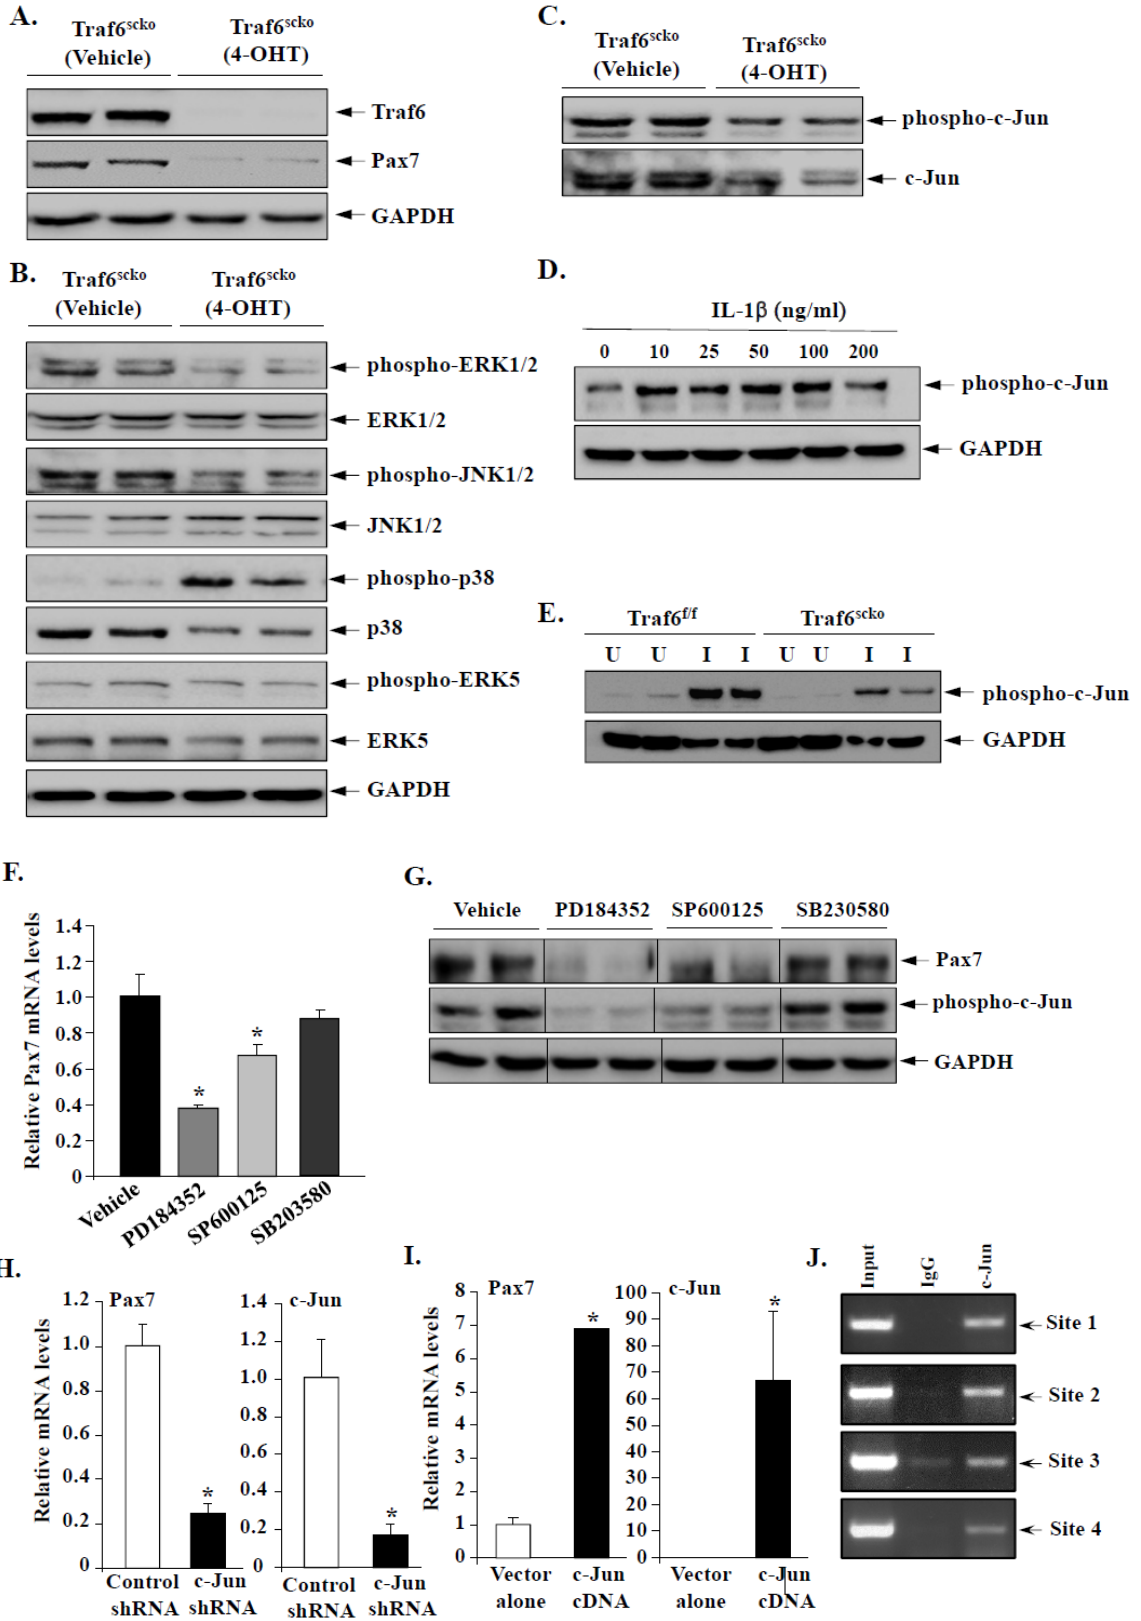 A.
Traf6scko
(Vehicle)
Traf6scko
(4-OHT)
Traf6
Pax7
GAPDH
B.
Traf6scko
(Vehicle)
Traf6scko
(4-OHT)
phospho-ERK1/2
ERK1/2
phospho-JNK1/2
JNK1/2
phospho-p38
p38
phospho-ERK5
ERK5
GAPDH
C.
Traf6scko
(Vehicle)
Traf6scko
(4-OHT)
phospho-c-Jun
c-Jun
D.
IL-1β (ng/ml)
0 10 25 50 100 200
phospho-c-Jun
GAPDH
E.
Traf6f/f Traf6scko
U U I I U U I I
phospho-c-Jun
GAPDH
F.
Relative Pax7 mRNA levels
1.4
1.2
1.0
0.8
0.6
0.4
0.2
0
*
*
Vehicle
PD184352
SP600125
SB203580
G.
Vehicle PD184352 SP600125 SB230580
Pax7
phospho-c-Jun
GAPDH
H.
Relative mRNA levels
Pax7
1.2
1.0
0.8
0.6
0.4
0.2
0
*
Control
shRNA
c-Jun
shRNA
c-Jun
1.4
1.2
1.0
0.8
0.6
0.4
0.2
0
*
Control
shRNA
c-Jun
shRNA
I.
Relative mRNA levels
Pax7
8
7
6
5
4
3
2
1
0
*
Vector
alone
c-Jun
cDNA
c-Jun
100
90
80
70
60
50
40
30
20
10
0
*
Vector
alone
c-Jun
cDNA
J.
Input
IgG
c-Jun
Site 1
Site 2
Site 3
Site 4